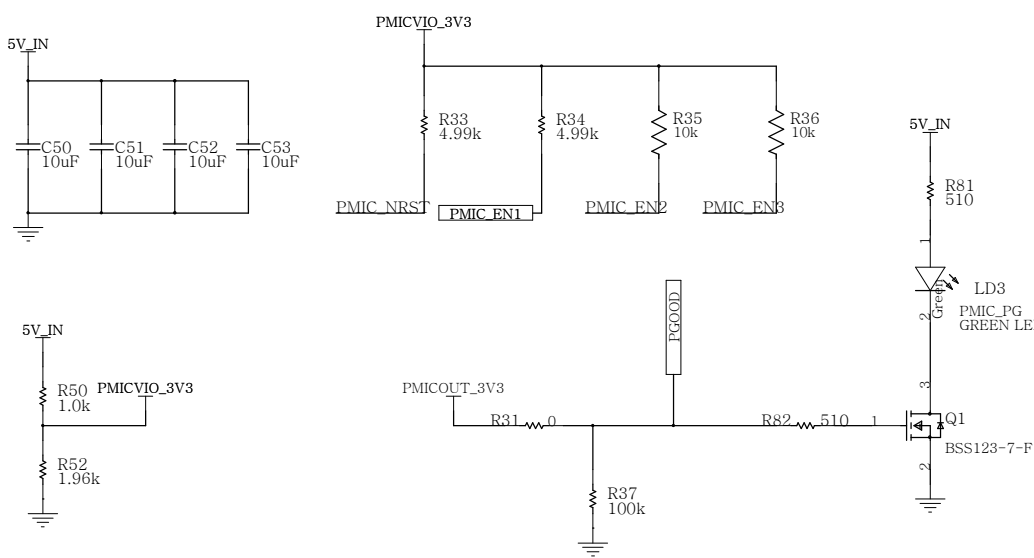 PMICVIO_3V3
5V_IN
C50
10uF
C51
10uF
C52
10uF
C53
10uF
R33
4.99k
R34
4.99k
R35
10k
R36
10k
PMIC_NRST
PMIC_EN1
PMIC_EN2
PMIC_EN3
5V_IN
R81
510
1
Green
LD3
PMIC_PG
GREEN LE
2
5V_IN
R50
1.0k
PMICVIO_3V3
R52
1.96k
PMICOUT_3V3
R31 0
PGOOD
R82 510
1
3
Q1
BSS123-7-F
2
R37
100k